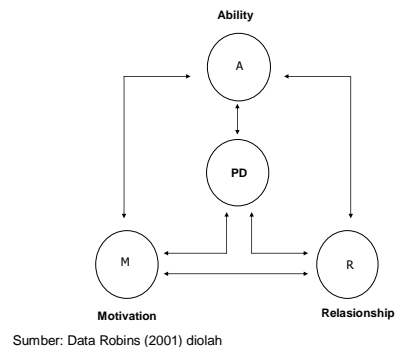 Ability
A
PD
M
R
Motivation
Relasionship
Sumber: Data Robins (2001) diolah